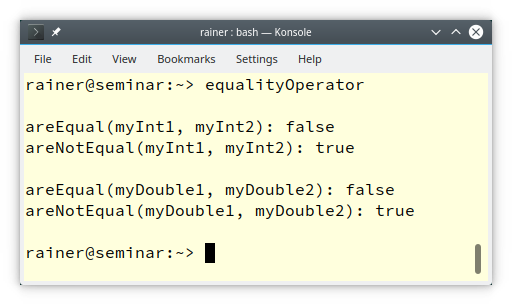 rainer : bash — Konsole
File Edit View Bookmarks Settings Help
rainer@seminar:~> equalityOperator
areEqual(myInt1, myInt2): false
areNotEqual(myInt1, myInt2): true
areEqual(myDouble1, myDouble2): false
areNotEqual(myDouble1, myDouble2): true
rainer@seminar:~>